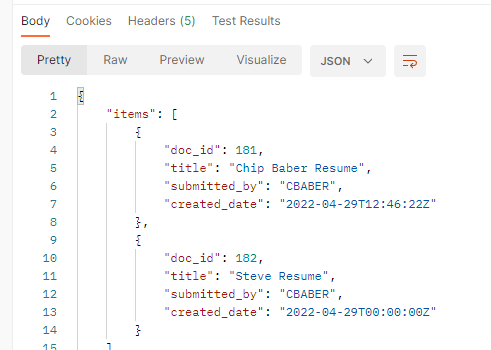 Body Cookies Headers (5) Test Results
Pretty Raw Preview Visualize JSON
1 {
2 "items": [
3 {
4 "doc_id": 181,
5 "title": "Chip Baber Resume",
6 "submitted_by": "CBABER",
7 "created_date": "2022-04-29T12:46:22Z"
8 },
9 {
10 "doc_id": 182,
11 "title": "Steve Resume",
12 "submitted_by": "CBABER",
13 "created_date": "2022-04-29T00:00:00Z"
14 }
15 ]